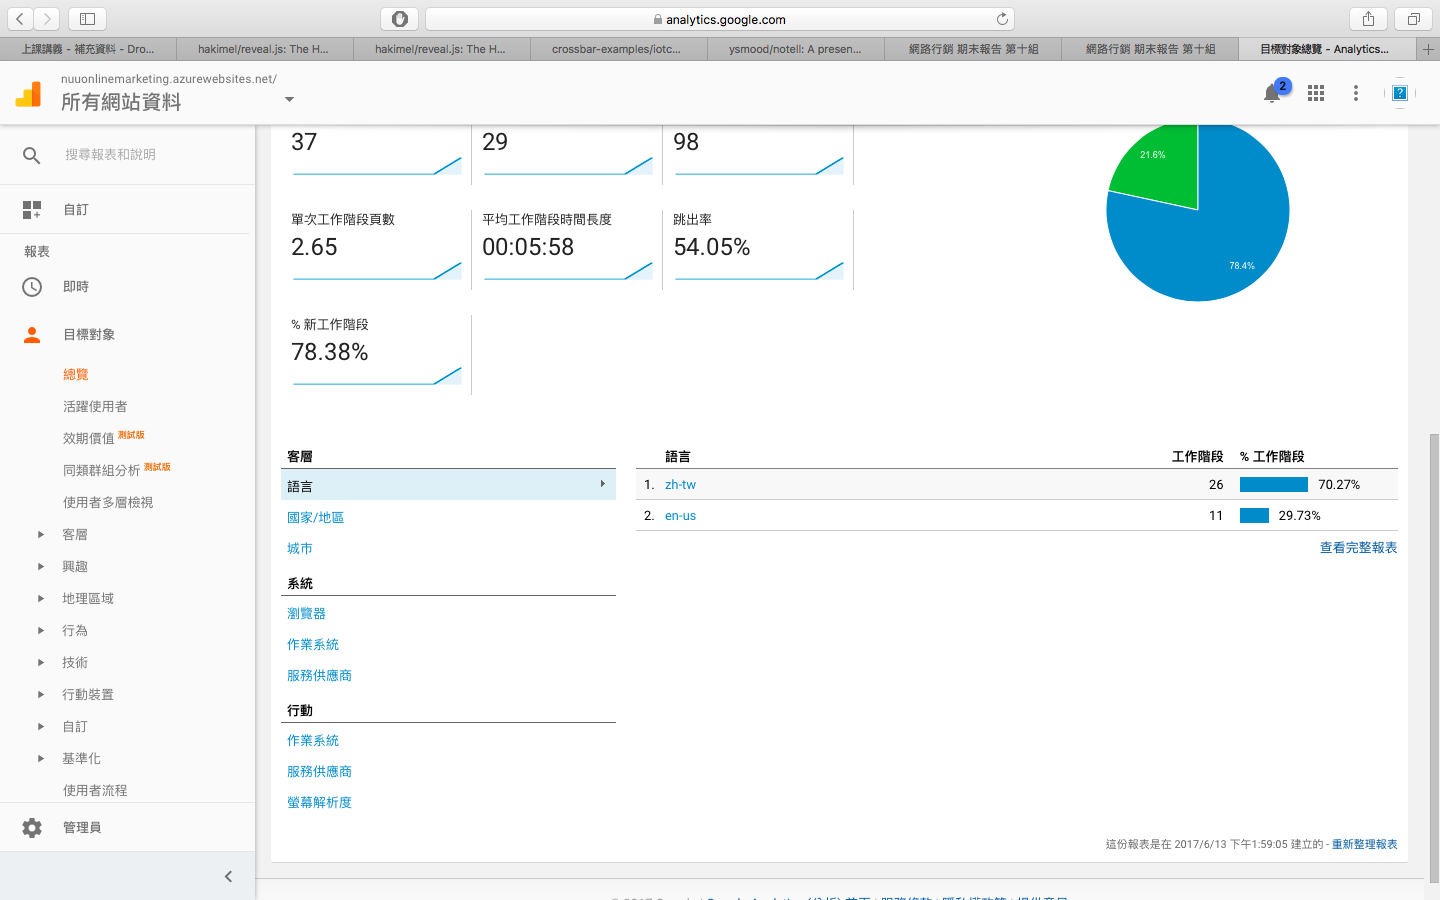 analytics.google.com
上課講義 - 補充資料 - Dro...
hakimel/reveal.js: The H...
hakimel/reveal.js: The H...
crossbar-examples/iotc...
ysmood/notell: A presen...
網路行銷 期末報告 第十組
網路行銷 期末報告 第十組
目標對象總覽 - Analytics...
nuuonlinemarketing.azurewebsites.net/
所有網站資料
2
搜尋報表和說明
自訂
報表
即時
目標對象
總覽
活躍使用者
效期價值 測試版
同類群組分析 測試版
使用者多層檢視
客層
興趣
地理區域
行為
技術
行動裝置
自訂
基準化
使用者流程
管理員
37
29
98
單次工作階段頁數
2.65
平均工作階段時間長度
00:05:58
跳出率
54.05%
% 新工作階段
78.38%
21.6%
78.4%
客層
語言
國家/地區
城市
系統
瀏覽器
作業系統
服務供應商
行動
作業系統
服務供應商
螢幕解析度
語言 工作階段 % 工作階段
1. zh-tw 26 70.27%
2. en-us 11 29.73%
查看完整報表
這份報表是在 2017/6/13 下午1:59:05 建立的 - 重新整理報表